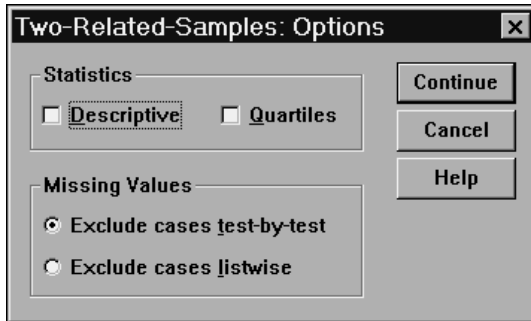 Two-Related-Samples: Options
Statistics
Descriptive
Quartiles
Missing Values
Exclude cases test-by-test
Exclude cases listwise
Continue
Cancel
Help